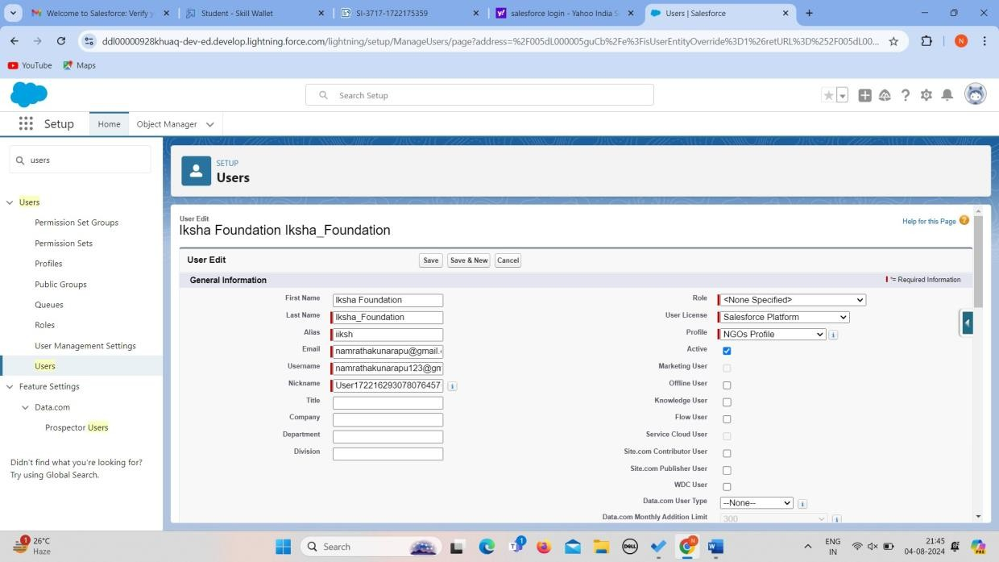 Welcome to Salesforce: Verify y
Student - Skill Wallet
SI-3717-1722175359
salesforce login - Yahoo India S
Users | Salesforce
ddl00000928khuaq-dev-ed.develop.lightning.force.com/lightning/setup/ManageUsers/page?address=%2F005dL000005guCb%2Fe%3FisUserEntityOverride%3D1%26retURL%3D%252F005dL00...
N
YouTube
Maps
Search Setup
Setup
Home
Object Manager
users
Users
Permission Set Groups
Permission Sets
Profiles
Public Groups
Queues
Roles
User Management Settings
Users
Feature Settings
Data.com
Prospector Users
Didn't find what you're looking for?
Try using Global Search.
SETUP
Users
User Edit
Iksha Foundation Iksha_Foundation
Help for this Page
User Edit
Save
Save & New
Cancel
General Information
= Required Information
First Name Iksha Foundation
Last Name Iksha_Foundation
Alias iiksh
Email namrathakunarapu@gmail.
Username namrathakunarapu123@gm
Nickname User172216293078076457
Title
Company
Department
Division
Role <None Specified>
User License Salesforce Platform
Profile NGOs Profile
Active
Marketing User
Offline User
Knowledge User
Flow User
Service Cloud User
Site.com Contributor User
Site.com Publisher User
WDC User
Data.com User Type --None--
Data.com Monthly Addition Limit 300
1
26°C
Haze
Search
1
DELL
N
ENG
IN
21:45
04-08-2024
PRE